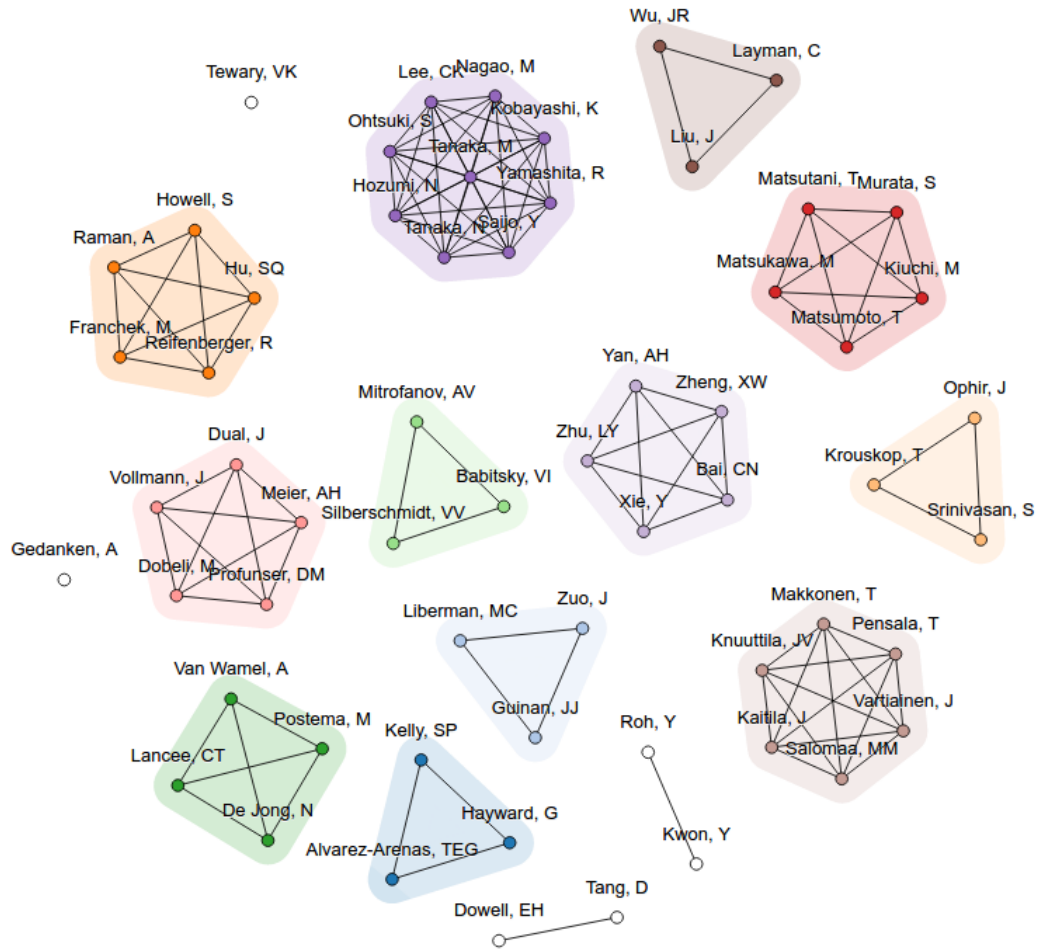 Wu, JR
Layman, C
Liu, J
Tewary, VK
Lee, CK
Nagao, M
Kobayashi, K
Ohtsuki, S
Tanaka, M
Yamashita, R
Hozumi, N
Tanaka, N
Saijo, Y
Matsutani, T
Murata, S
Matsukawa, M
Kiuchi, M
Matsumoto, T
Howell, S
Raman, A
Hu, SQ
Franchek, M
Reifenberger, R
Mitrofanov, AV
Babitsky, VI
Silberschmidt, VV
Yan, AH
Zheng, XW
Zhu, LY
Bai, CN
Xie, Y
Ophir, J
Krouskop, T
Srinivasan, S
Dual, J
Vollmann, J
Meier, AH
Dobeli, M
Profunser, DM
Gedanken, A
Liberman, MC
Zuo, J
Guinan, JJ
Makkonen, T
Pensala, T
Knuuttila, JV
Vartiainen, J
Kaitila, J
Salomaa, MM
Van Wamel, A
Postema, M
Lancee, CT
De Jong, N
Kelly, SP
Hayward, G
Alvarez-Arenas, TEG
Roh, Y
Kwon, Y
Tang, D
Dowell, EH